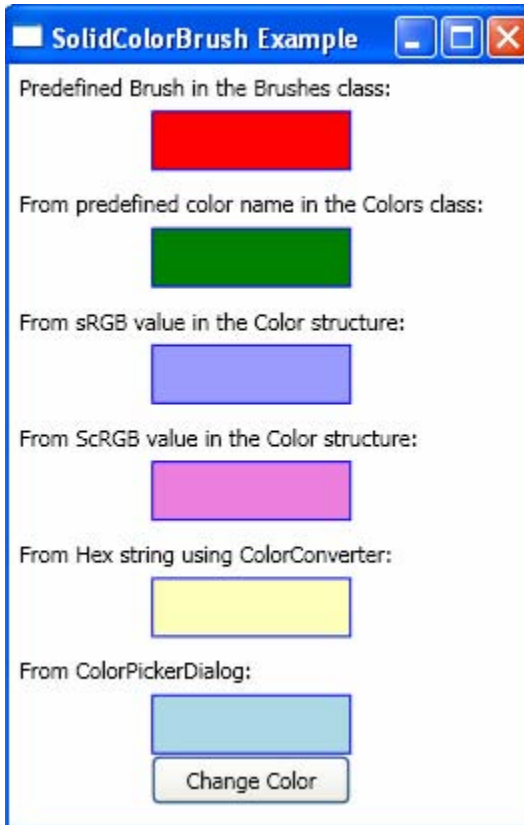 SolidColorBrush Example
Predefined Brush in the Brushes class:
From predefined color name in the Colors class:
From sRGB value in the Color structure:
From ScRGB value in the Color structure:
From Hex string using ColorConverter:
From ColorPickerDialog:
Change Color